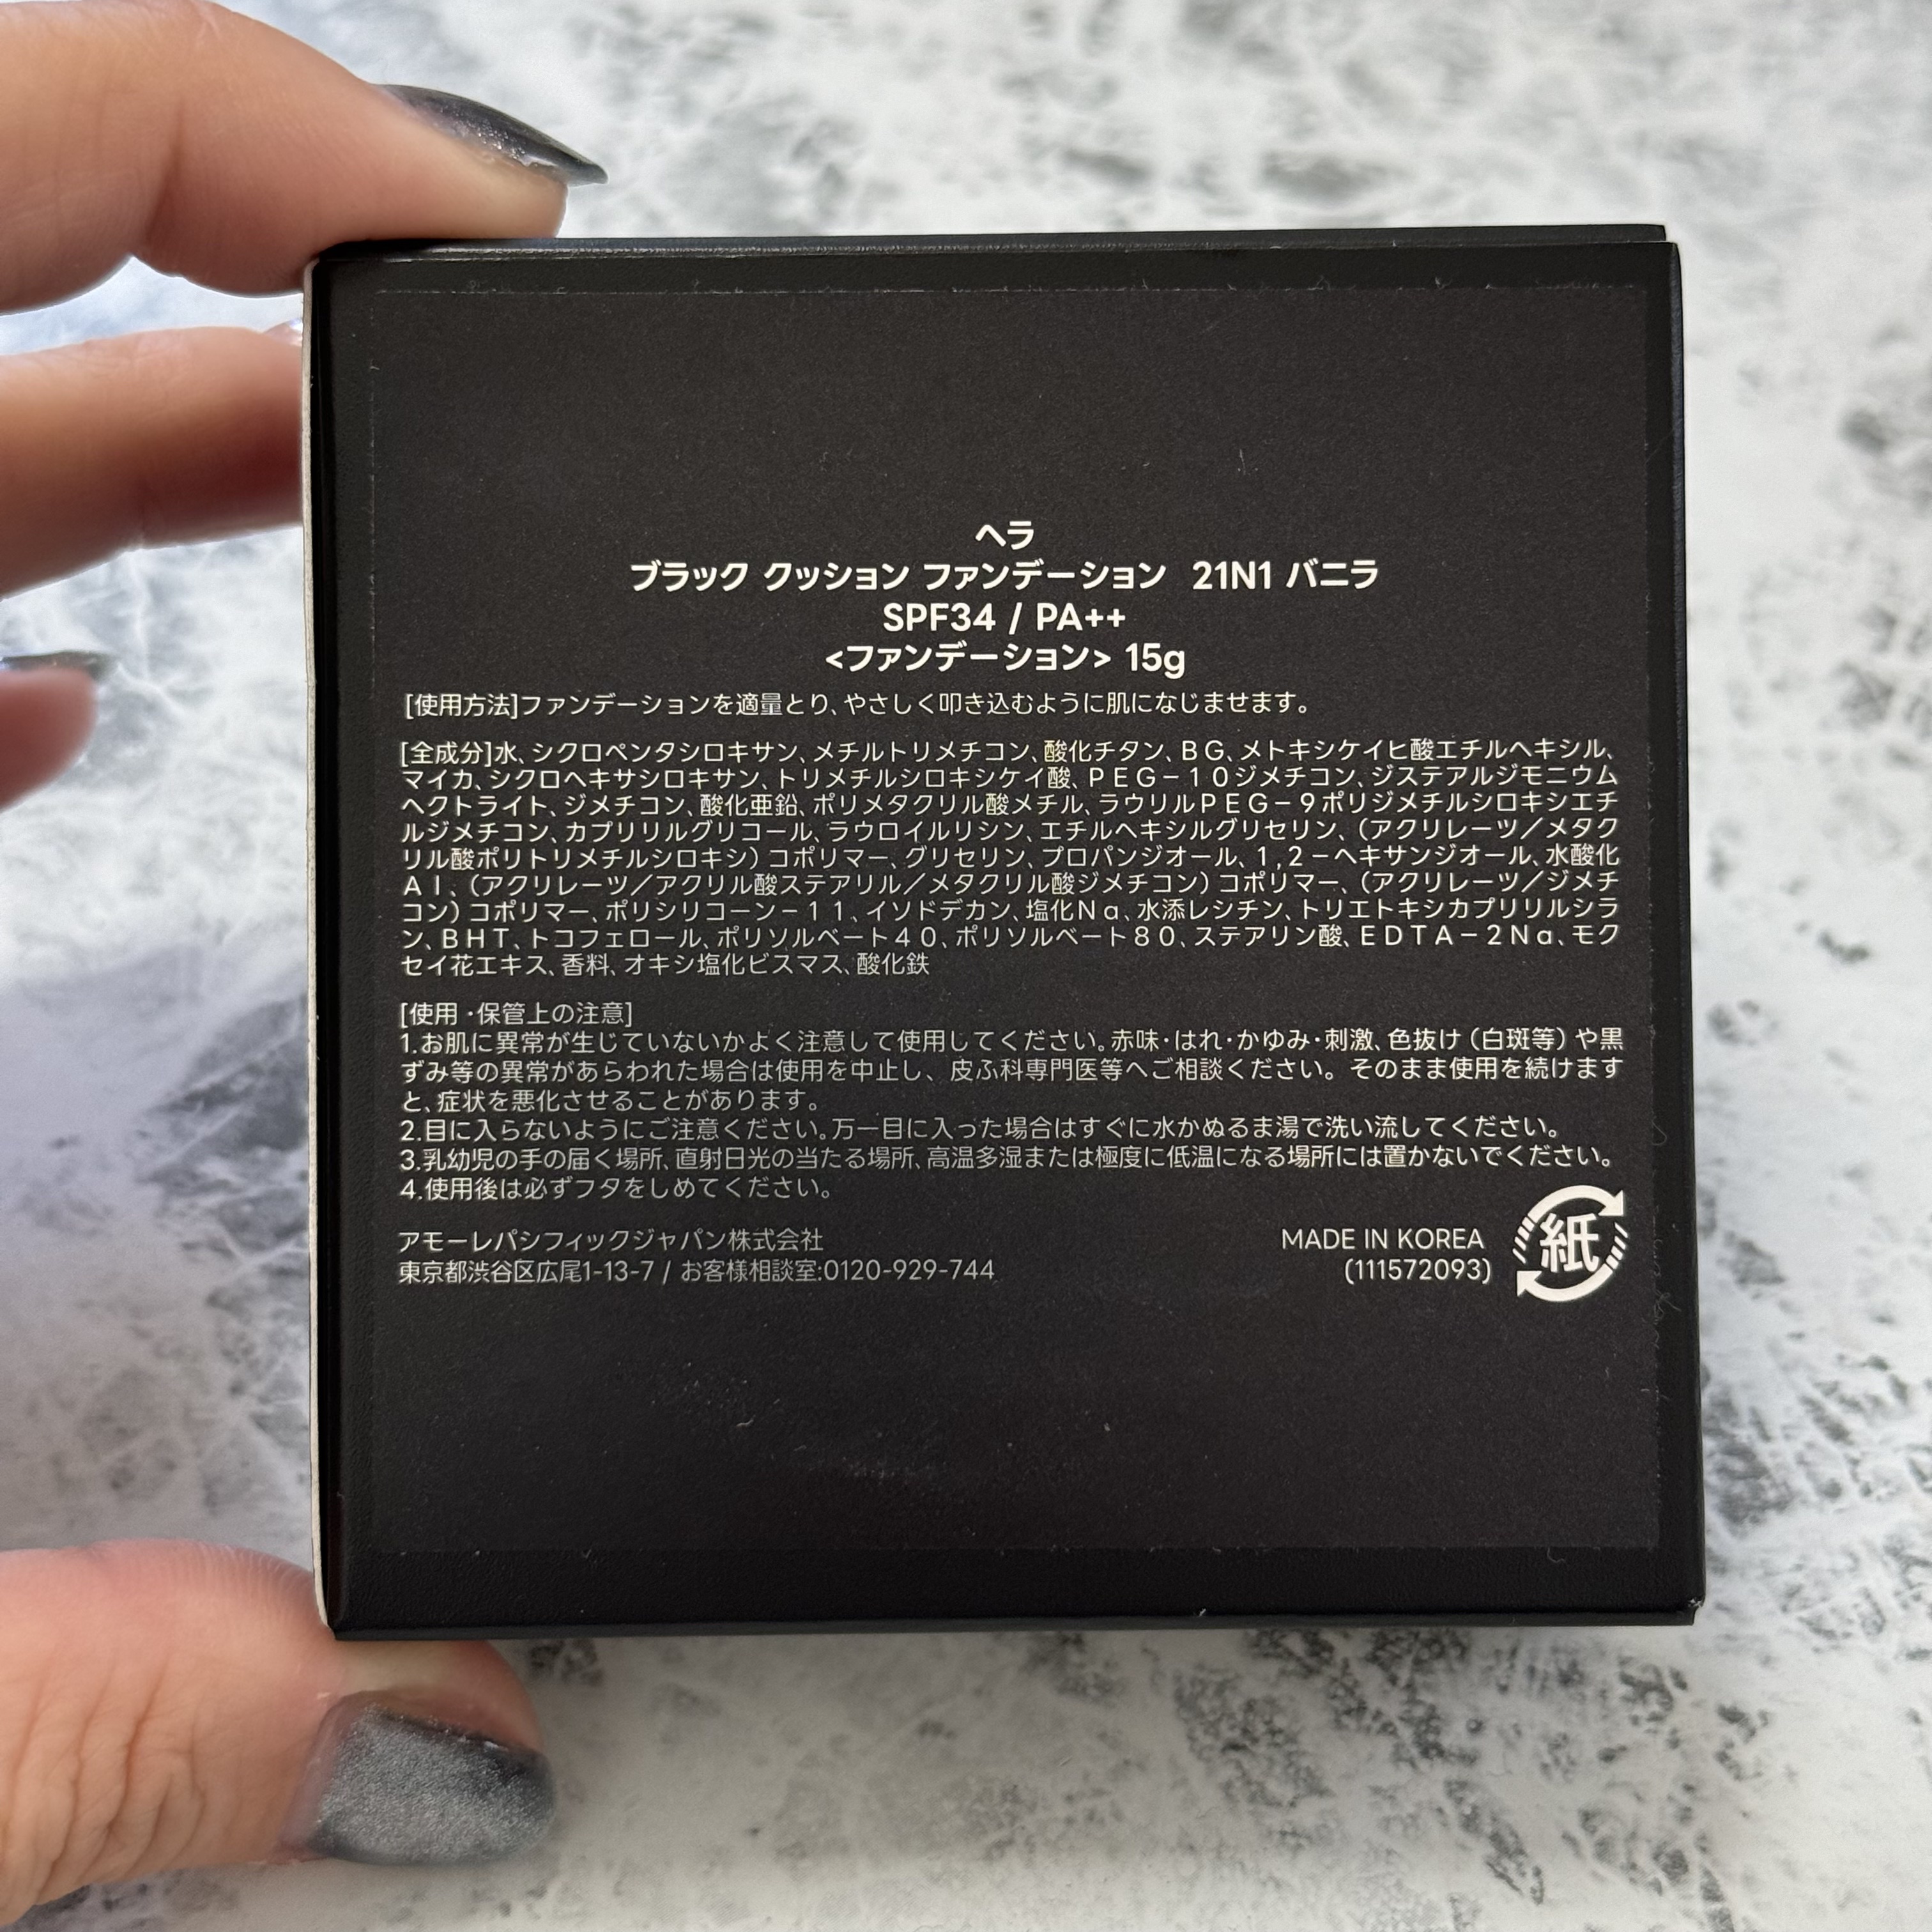 ヘラ
ブラック クッション ファンデーション 21N1 バニラ
SPF34 / PA++
<ファンデーション> 15g
[使用方法]ファンデーションを適量とり、やさしく叩き込むように肌になじませます。
[全成分]水、シクロペンタシロキサン、メチルトリメチコン、酸化チタン、BG、メトキシケイヒ酸エチルヘキシル、
マイカ、シクロヘキサシロキサン、トリメチルシロキシケイ酸、PEG－10ジメチコン、ジステアルジモニウム
ヘクトライト、ジメチコン、酸化亜鉛、ポリメタクリル酸メチル、ラウリルPEG－9ポリジメチルシロキシエチ
ルジメチコン、カプリリルグリコール、ラウロイルリシン、エチルヘキシルグリセリン、（アクリレーツ／メタク
リル酸ポリトリメチルシロキシ）コポリマー、グリセリン、プロパンジオール、1,2－ヘキサンジオール、水酸化
Al、（アクリレーツ／アクリル酸ステアリル／メタクリル酸ジメチコン）コポリマー、（アクリレーツ／ジメチ
コン）コポリマー、ポリシリコーン－11、イソドデカン、塩化Na、水添レシチン、トリエトキシカプリリルシラ
ン、BHT、トコフェロール、ポリソルベート40、ポリソルベート80、ステアリン酸、EDTA－2Na、モク
セイ花エキス、香料、オキシ塩化ビスマス、酸化鉄
[使用・保管上の注意]
1.お肌に異常が生じていないかよく注意して使用してください。赤味・はれ・かゆみ・刺激、色抜け（白斑等）や黒
ずみ等の異常があらわれた場合は使用を中止し、皮ふ科専門医等へご相談ください。そのまま使用を続けます
と、症状を悪化させることがあります。
2.目に入らないようにご注意ください。万一目に入った場合はすぐに水かぬるま湯で洗い流してください。
3.乳幼児の手の届く場所、直射日光の当たる場所、高温多湿または極度に低温になる場所には置かないでください。
4.使用後は必ずフタをしめてください。
アモーレパシフィックジャパン株式会社
東京都渋谷区広尾1-13-7 / お客様相談室:0120-929-744
MADE IN KOREA
(111572093)
紙